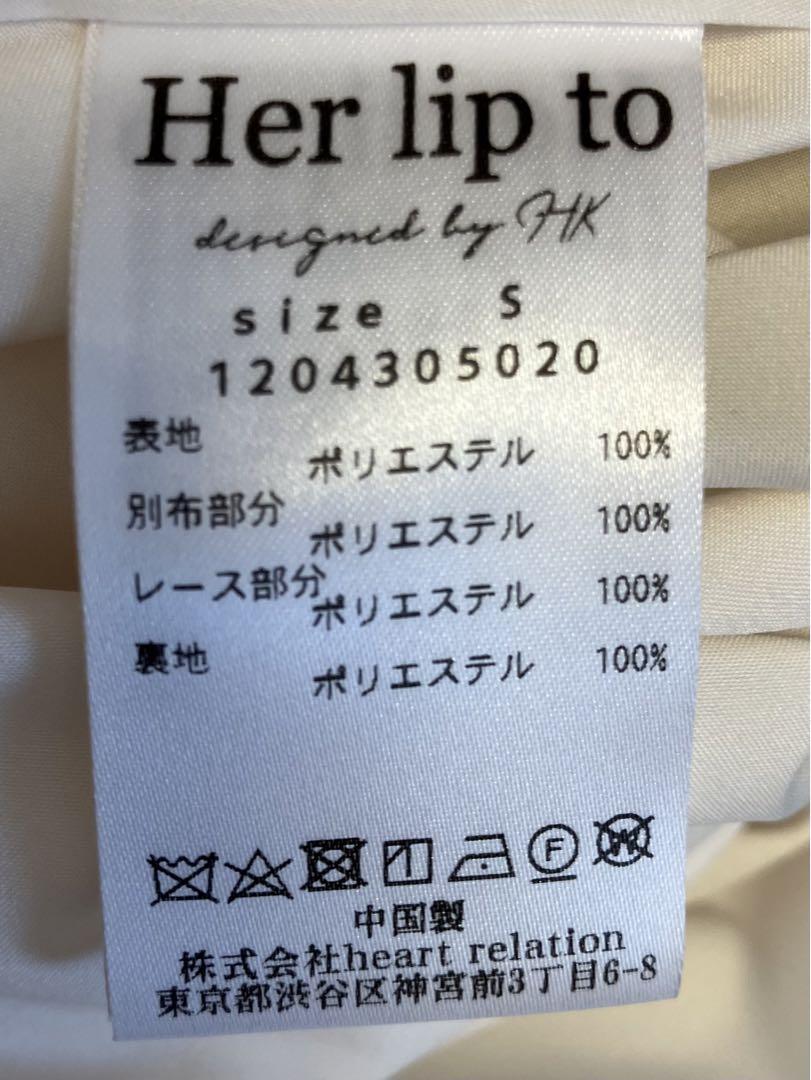 Her lip to
designed by HK
size S
1204305020
表地 ポリエステル 100%
別布部分 ポリエステル 100%
レース部分 ポリエステル 100%
裏地 ポリエステル 100%
F W
中国製
株式会社heart relation
東京都渋谷区神宮前3丁目6-8